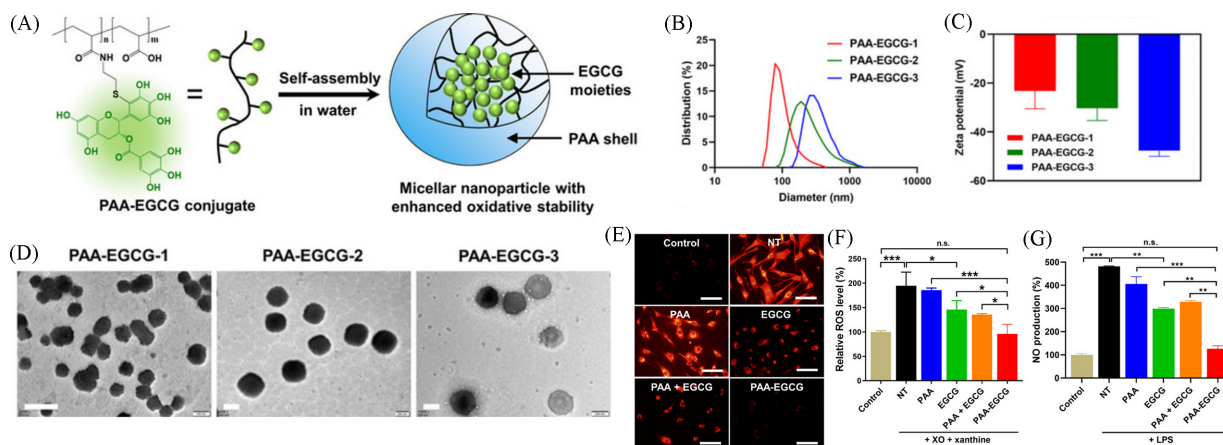 (A)
n
m
O
NH
O
OH
S
OH
OH
OH
HO
O
OH
O
O
OH
OH
OH
=
PAA-EGCG conjugate
Self-assembly
in water
EGCG
moieties
PAA shell
Micellar nanoparticle with
enhanced oxidative stability
(B)
Distribution (%)
25
20
15
10
5
0
10
100
1000
10000
Diameter (nm)
PAA-EGCG-1
PAA-EGCG-2
PAA-EGCG-3
(C)
Zeta potential (mV)
0
-20
-40
-60
PAA-EGCG-1
PAA-EGCG-2
PAA-EGCG-3
(D)
PAA-EGCG-1
PAA-EGCG-2
PAA-EGCG-3
(E)
Control
NT
PAA
EGCG
PAA + EGCG
PAA-EGCG
(F)
n.s.
***
*
***
*
*
Relative ROS level (%)
250
200
150
100
50
0
Control
NT
PAA
EGCG
PAA + EGCG
PAA-EGCG
+ XO + xanthine
(G)
n.s.
***
**
***
**
**
NO production (%)
500
400
300
200
100
0
Control
NT
PAA
EGCG
PAA + EGCG
PAA-EGCG
+ LPS